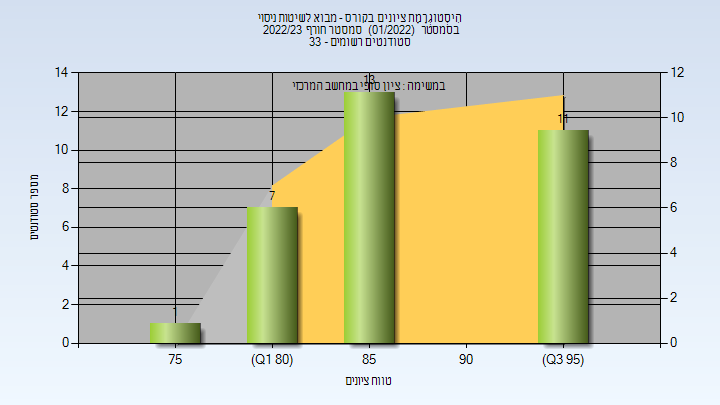 היסטוגרמת ציונים בקורס - מבוא לשיטות ניסוי
בסמסטר (01/2022) סמסטר חורף 2022/23
סטודנטים רשומים - 33
במשימה : ציון סופי במחשב המרכזי
14
12
10
8
6
4
2
0
12
10
8
6
4
2
0
1
7
13
11
75
(Q1 80)
85
90
(Q3 95)
מספר סטודנטים
טווח ציונים